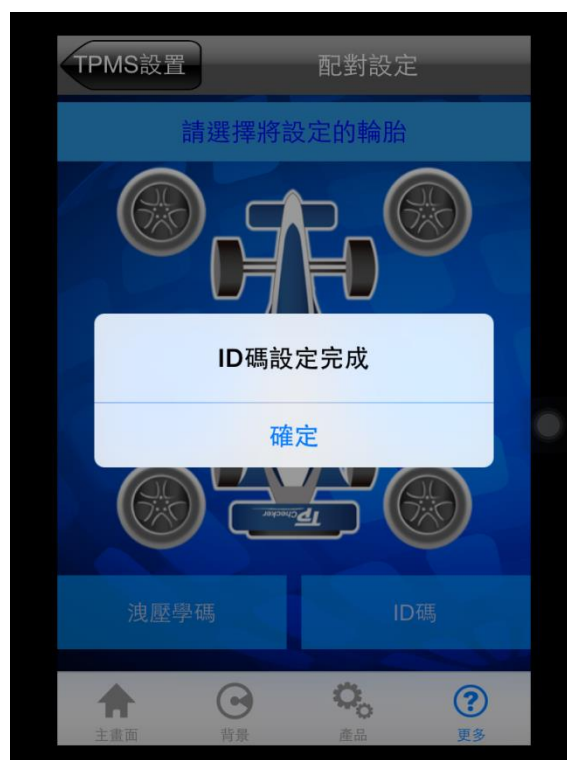 TPMS設置
配對設定
請選擇將設定的輪胎
ID碼設定完成
確定
TPChecker
洩壓學碼
ID碼
主畫面
背景
產品
更多